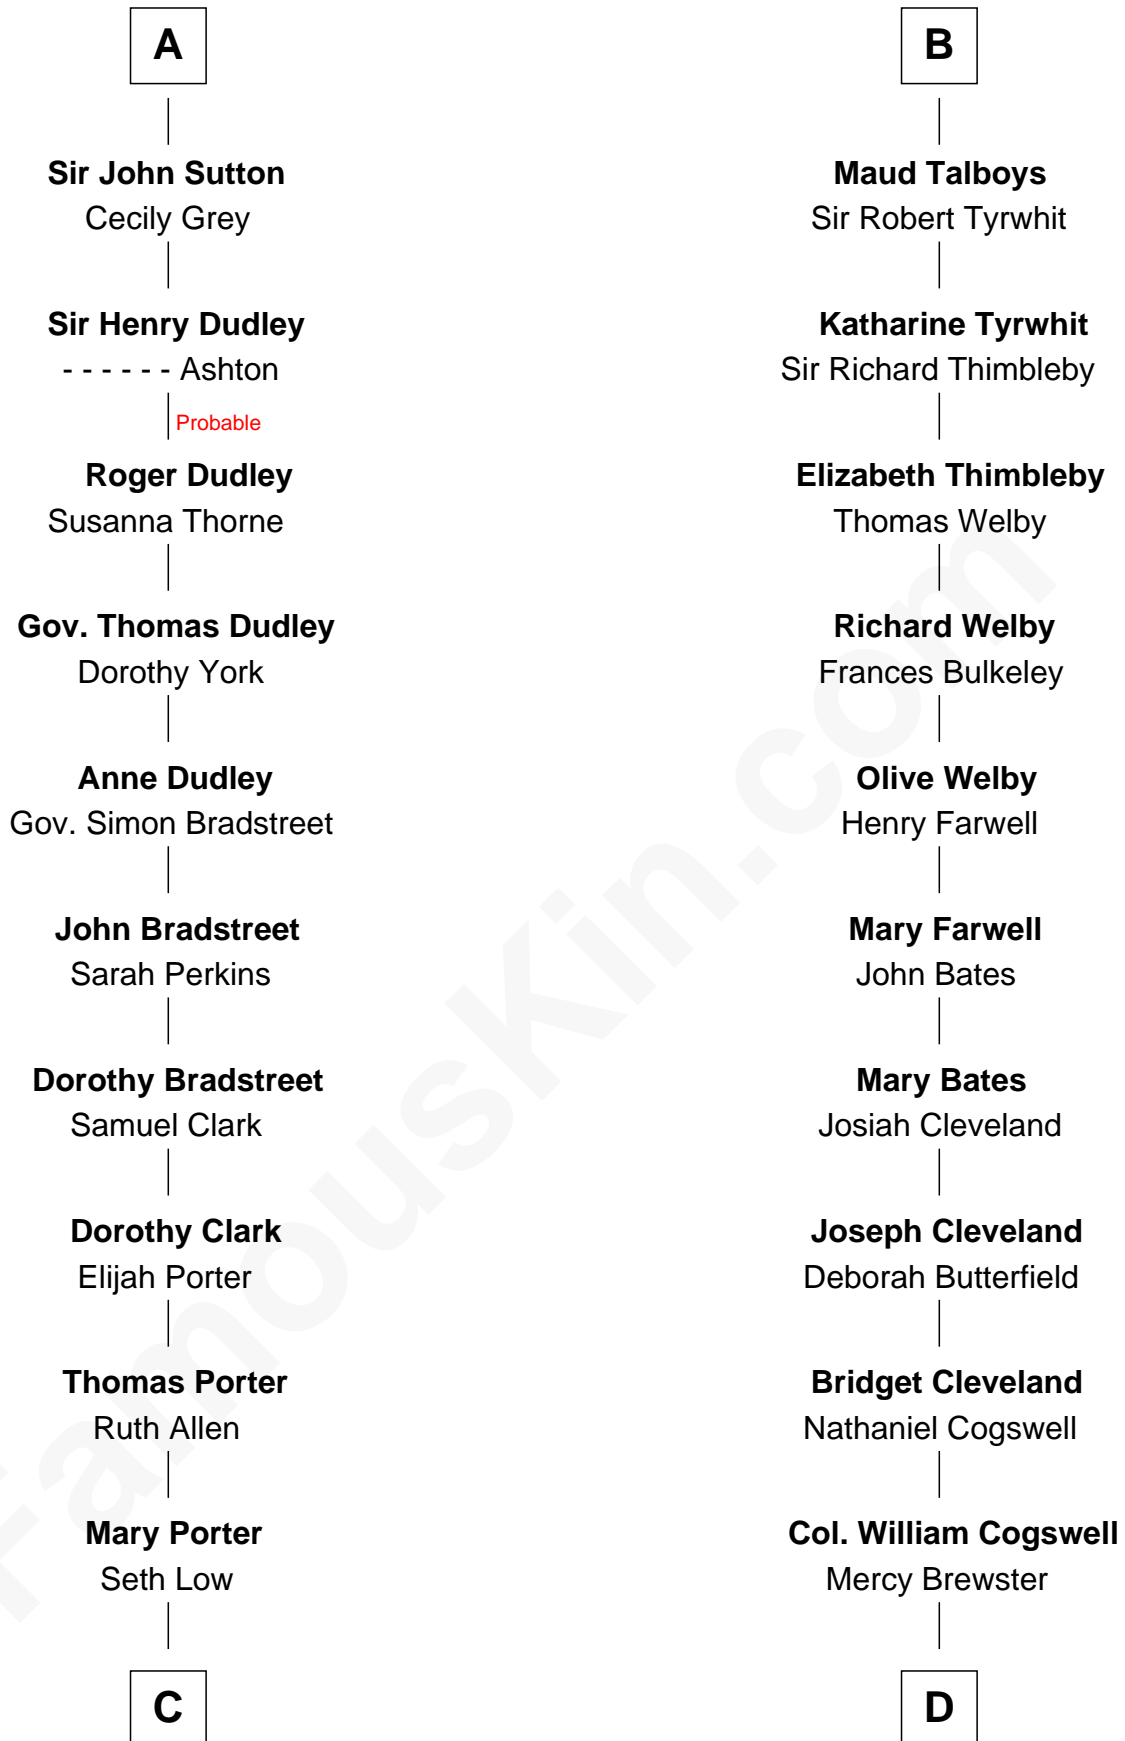 A
Sir John Sutton
Cecily Grey
Sir Henry Dudley
- - - - - - Ashton
Probable
Roger Dudley
Susanna Thorne
Gov. Thomas Dudley
Dorothy York
Anne Dudley
Gov. Simon Bradstreet
John Bradstreet
Sarah Perkins
Dorothy Bradstreet
Samuel Clark
Dorothy Clark
Elijah Porter
Thomas Porter
Ruth Allen
Mary Porter
Seth Low
C
B
Maud Talboys
Sir Robert Tyrwhit
Katharine Tyrwhit
Sir Richard Thimbleby
Elizabeth Thimbleby
Thomas Welby
Richard Welby
Frances Bulkeley
Olive Welby
Henry Farwell
Mary Farwell
John Bates
Mary Bates
Josiah Cleveland
Joseph Cleveland
Deborah Butterfield
Bridget Cleveland
Nathaniel Cogswell
Col. William Cogswell
Mercy Brewster
D
FamousKin.com